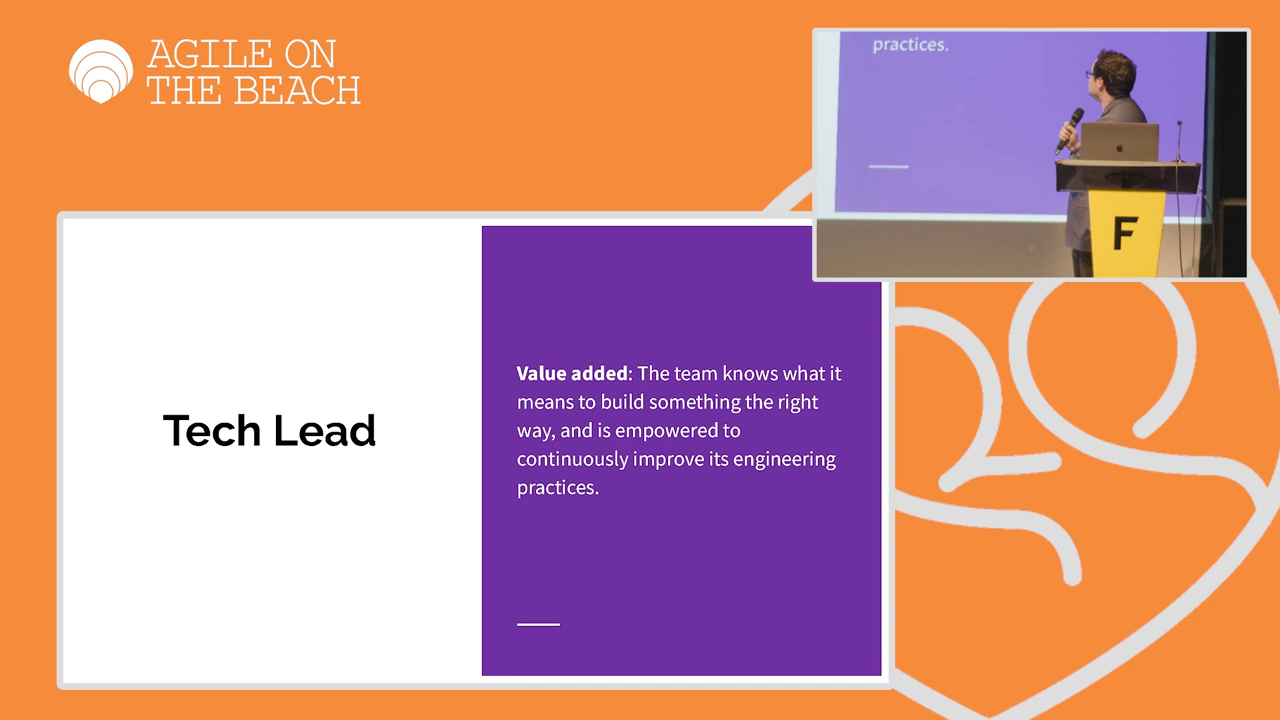 AGILE ON
THE BEACH
practices.
F
Tech Lead
Value added: The team knows what it
means to build something the right
way, and is empowered to
continuously improve its engineering
practices.